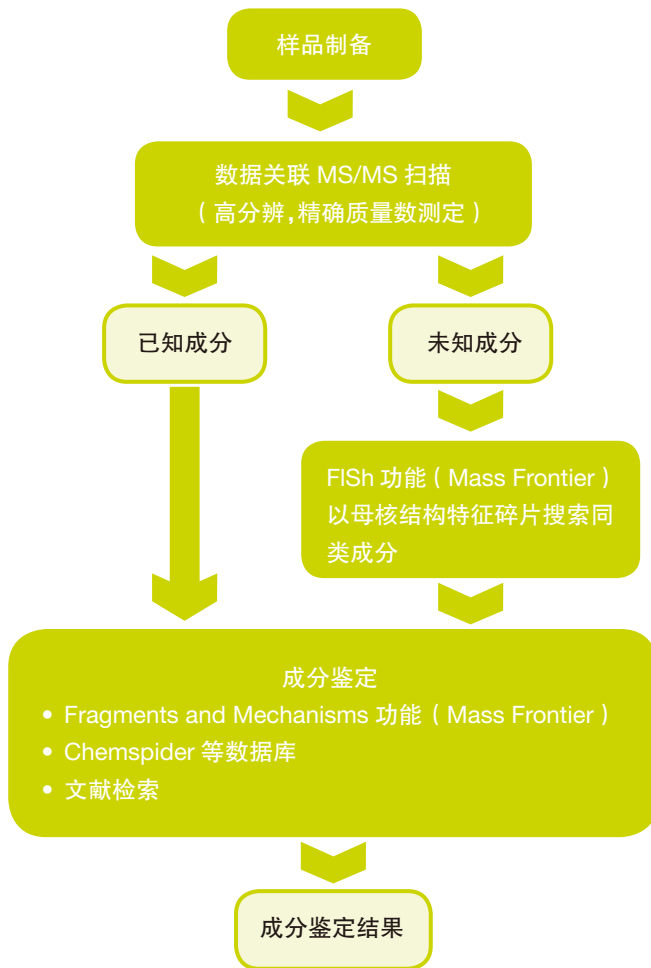 样品制备
数据关联 MS/MS 扫描
（高分辨,精确质量数测定）
已知成分
未知成分
FISh 功能（Mass Frontier）
以母核结构特征碎片搜索同
类成分
成分鉴定
• Fragments and Mechanisms 功能（Mass Frontier）
• Chemspider 等数据库
• 文献检索
成分鉴定结果